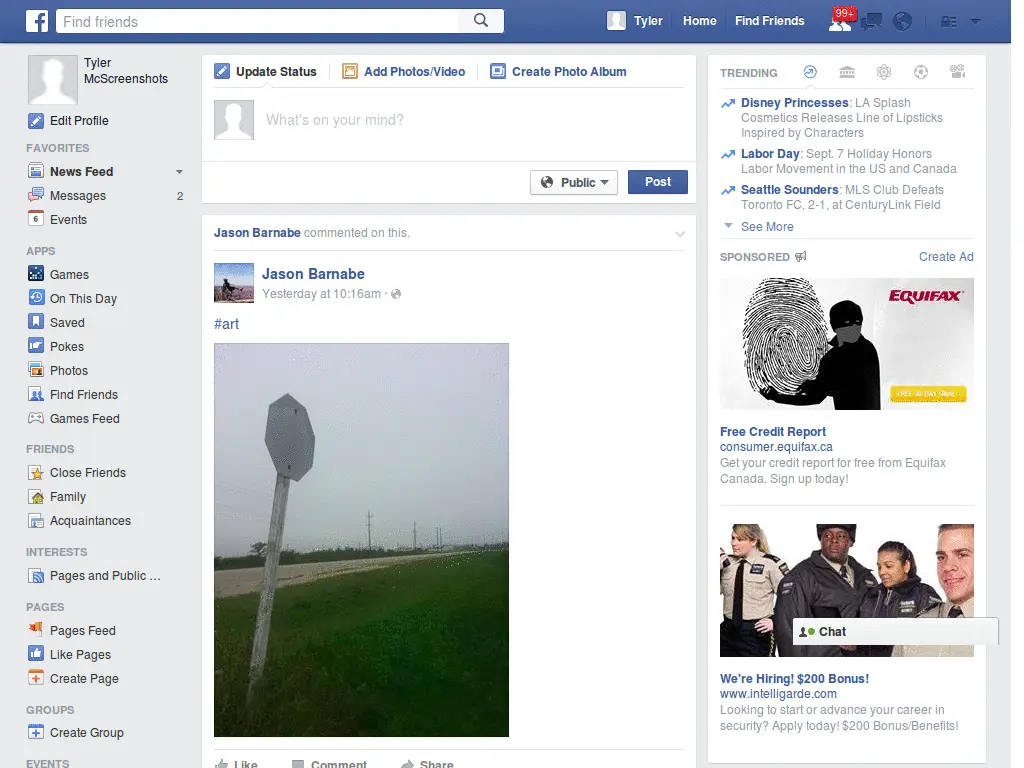 Find friends
Tyler
Home
Find Friends
99+
Tyler
McScreenshots
Edit Profile
FAVORITES
News Feed
Messages
2
6
Events
APPS
Games
On This Day
Saved
Pokes
Photos
Find Friends
Games Feed
FRIENDS
Close Friends
Family
Acquaintances
INTERESTS
Pages and Public ...
PAGES
Pages Feed
Like Pages
Create Page
GROUPS
Create Group
EVENTS
Update Status
Add Photos/Video
Create Photo Album
What's on your mind?
Public
Post
Jason Barnabe commented on this.
Jason Barnabe
Yesterday at 10:16am ·
#art
Like
Comment
Share
TRENDING
Disney Princesses: LA Splash
Cosmetics Releases Line of Lipsticks
Inspired by Characters
Labor Day: Sept. 7 Holiday Honors
Labor Movement in the US and Canada
Seattle Sounders: MLS Club Defeats
Toronto FC, 2-1, at CenturyLink Field
See More
SPONSORED
Create Ad
EQUIFAX
Free Credit Report
consumer.equifax.ca
Get your credit report for free from Equifax
Canada. Sign up today!
Chat
We're Hiring! $200 Bonus!
www.intelligarde.com
Looking to start or advance your career in
security? Apply today! $200 Bonus/Benefits!